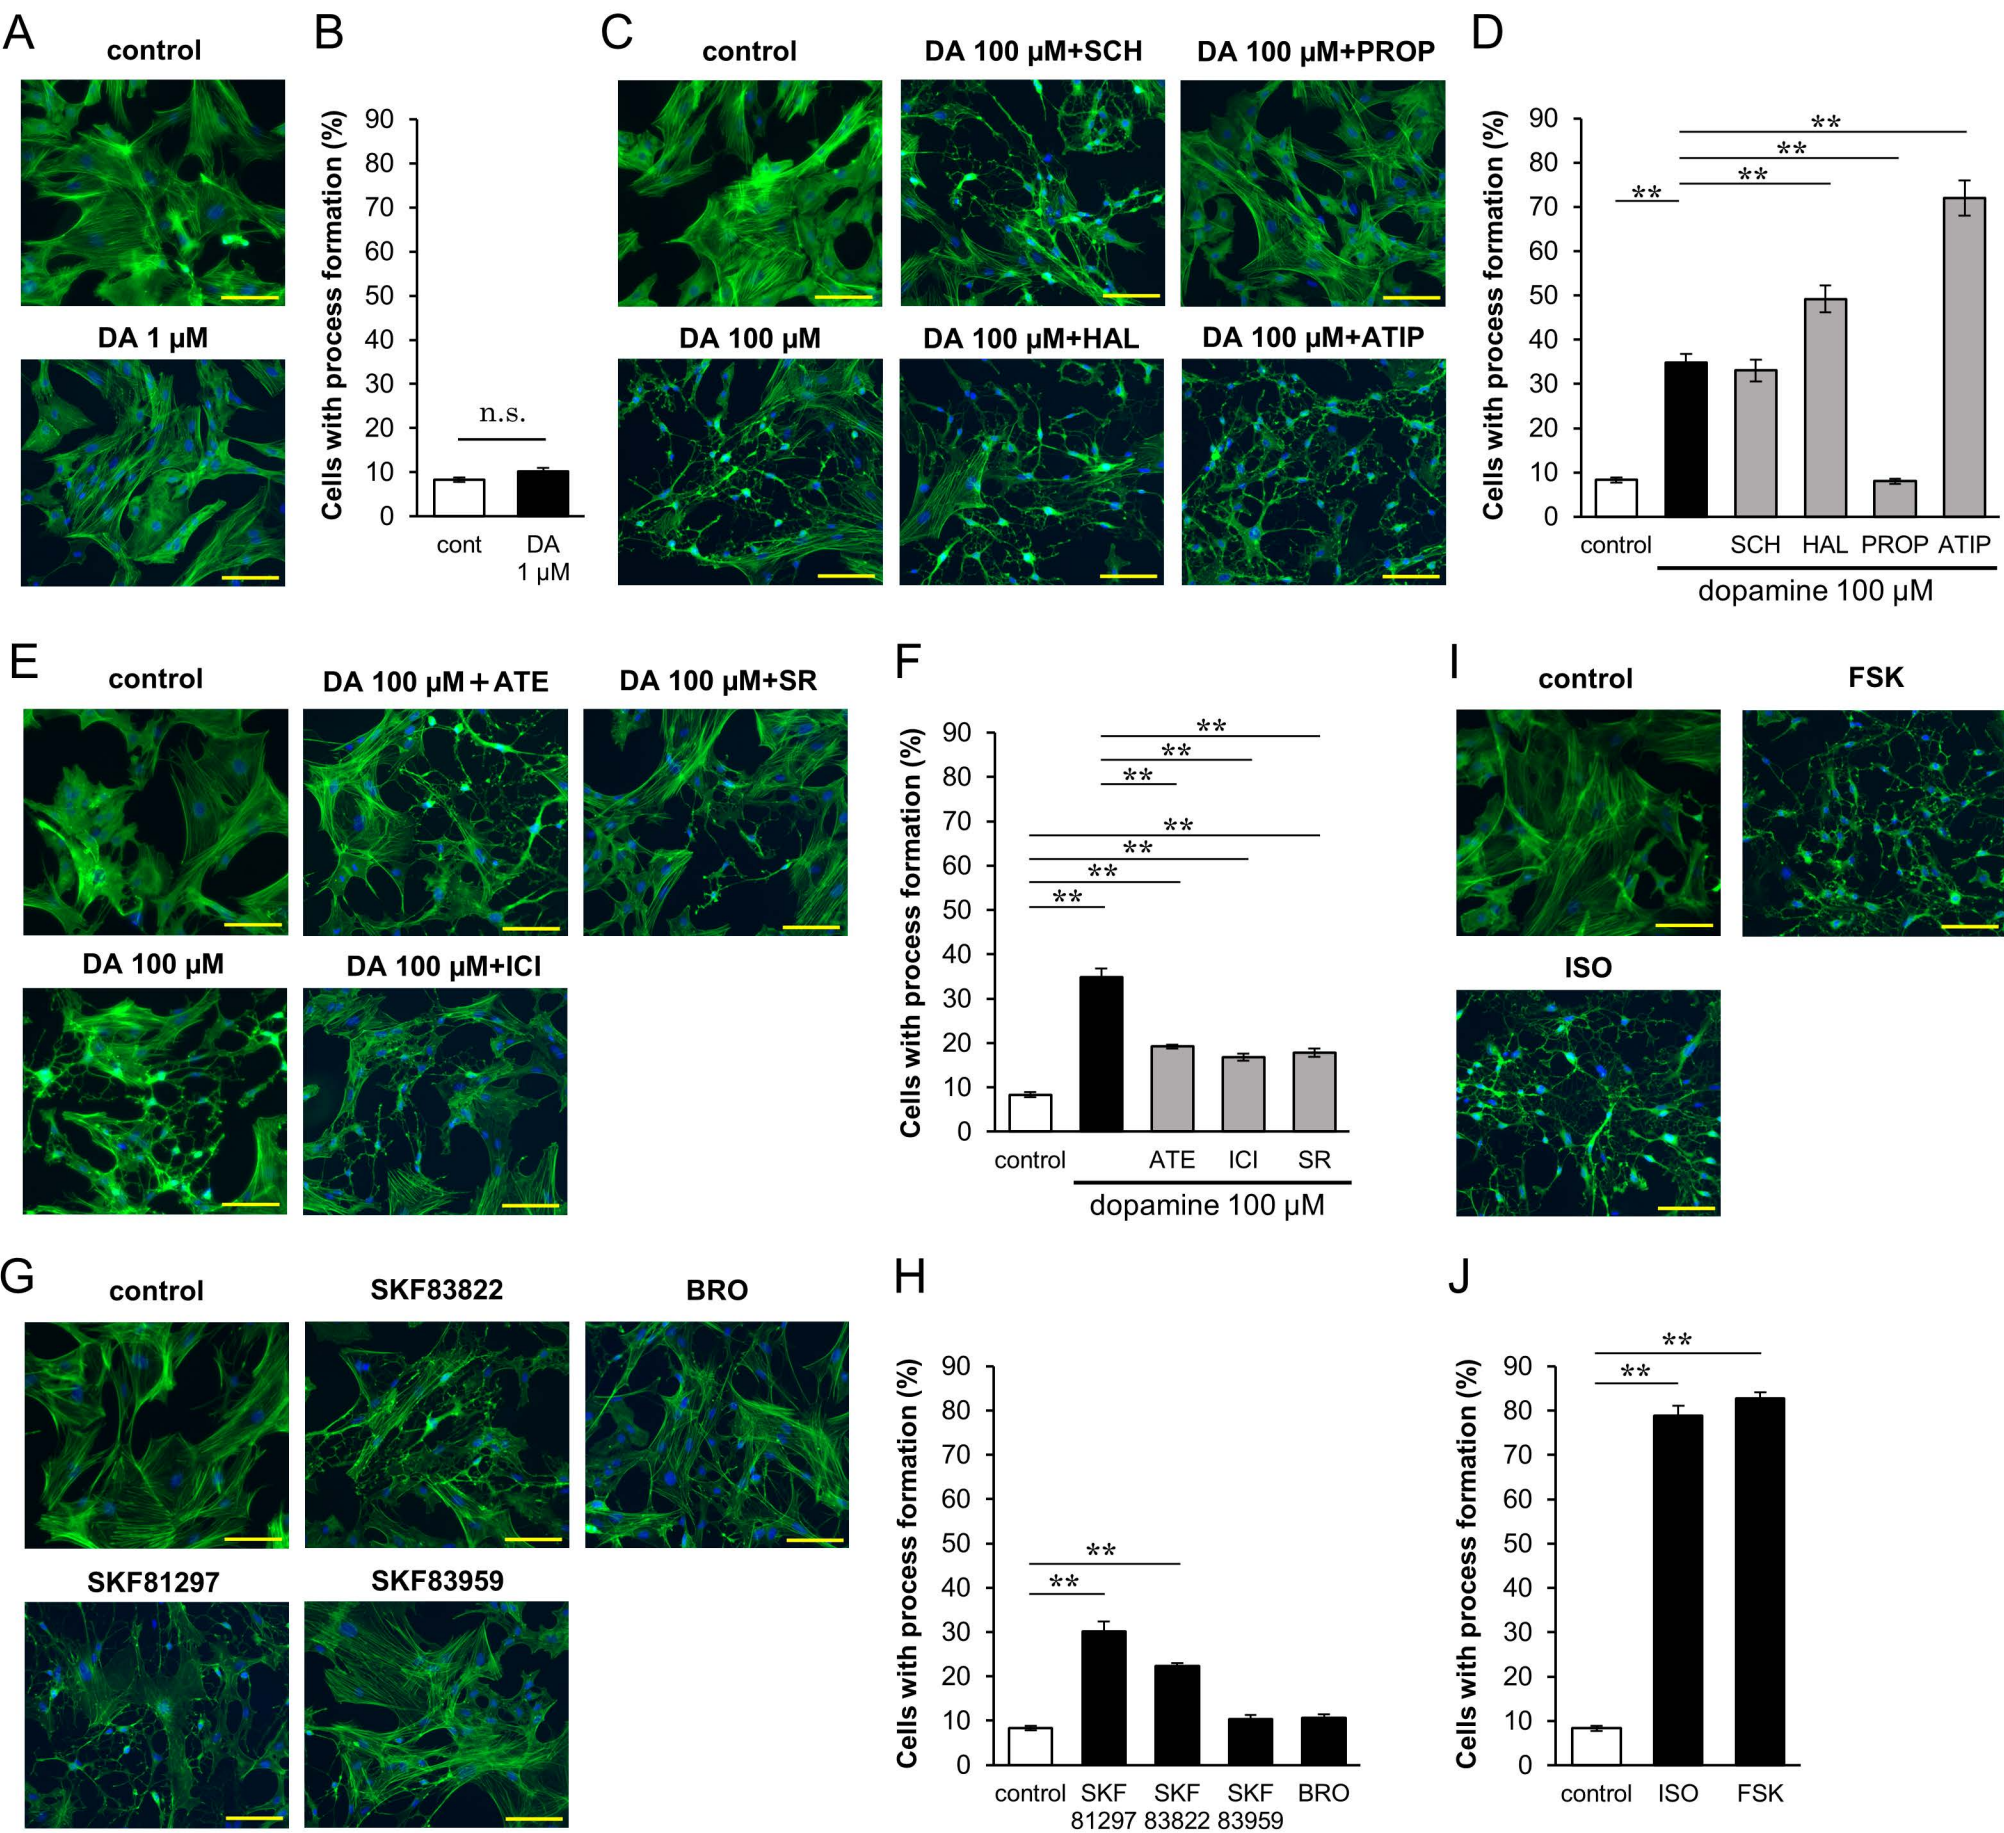 A
control
DA 1 µM
B
Cells with process formation (%)
90
80
70
60
50
40
30
20
10
0
n.s.
cont
DA
1 µM
C
control
DA 100 µM+SCH
DA 100 µM+PROP
DA 100 µM
DA 100 µM+HAL
DA 100 µM+ATIP
D
Cells with process formation (%)
90
80
70
60
50
40
30
20
10
0
**
**
**
**
control
SCH
HAL
PROP
ATIP
dopamine 100 µM
E
control
DA 100 µM+ATE
DA 100 µM+SR
DA 100 µM
DA 100 µM+ICI
F
Cells with process formation (%)
90
80
70
60
50
40
30
20
10
0
**
**
**
**
**
**
**
control
ATE
ICI
SR
dopamine 100 µM
I
control
FSK
ISO
G
control
SKF83822
BRO
SKF81297
SKF83959
H
Cells with process formation (%)
90
80
70
60
50
40
30
20
10
0
**
**
control
SKF
81297
SKF
83822
SKF
83959
BRO
J
Cells with process formation (%)
90
80
70
60
50
40
30
20
10
0
**
**
control
ISO
FSK